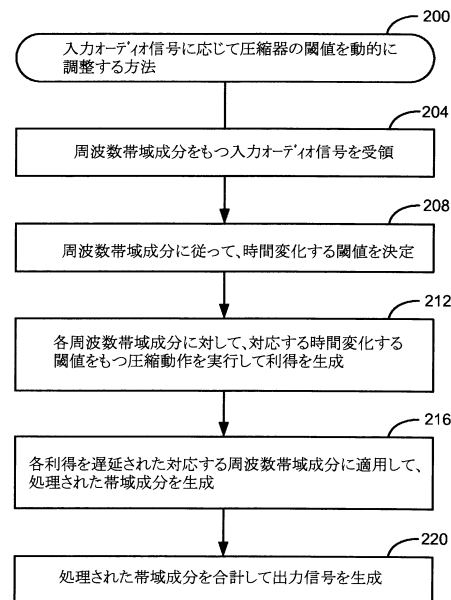 200
入力オーディオ信号に応じて圧縮器の閾値を動的に
調整する方法
204
周波数帯域成分をもつ入力オーディオ信号を受領
208
周波数帯域成分に従って、時間変化する閾値を決定
212
各周波数帯域成分に対して、対応する時間変化する
閾値をもつ圧縮動作を実行して利得を生成
216
各利得を遅延された対応する周波数帯域成分に適用して、
処理された帯域成分を生成
220
処理された帯域成分を合計して出力信号を生成